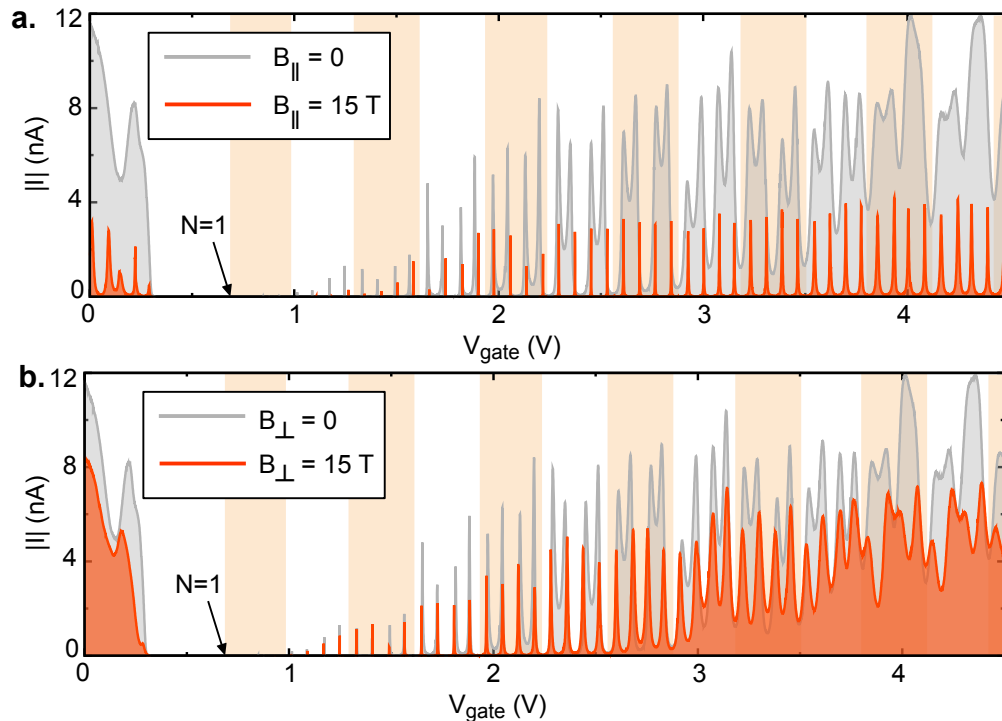 a.
12
8
4
0
|I| (nA)
B∥ = 0
B∥ = 15 T
N=1
0 1 2 3 4
Vgate (V)
b.
12
8
4
0
|I| (nA)
B⊥ = 0
B⊥ = 15 T
N=1
0 1 2 3 4
Vgate (V)